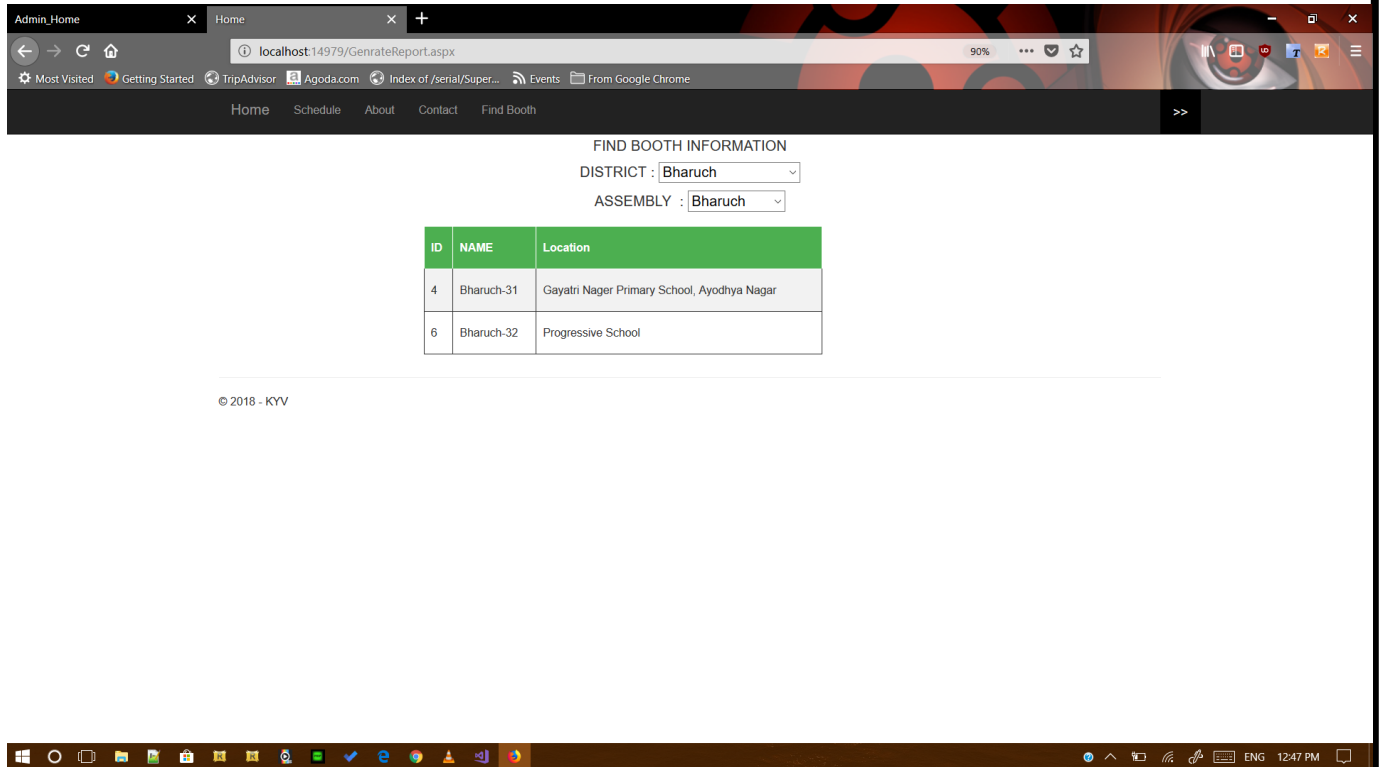 Admin_Home Home
localhost:14979/GenrateReport.aspx 90%
Most Visited Getting Started TripAdvisor Agoda.com Index of /serial/Super... Events From Google Chrome
Home Schedule About Contact Find Booth >>
FIND BOOTH INFORMATION
DISTRICT : Bharuch
ASSEMBLY : Bharuch
ID NAME Location
4 Bharuch-31 Gayatri Nager Primary School, Ayodhya Nagar
6 Bharuch-32 Progressive School
© 2018 - KYV
ENG 12:47 PM